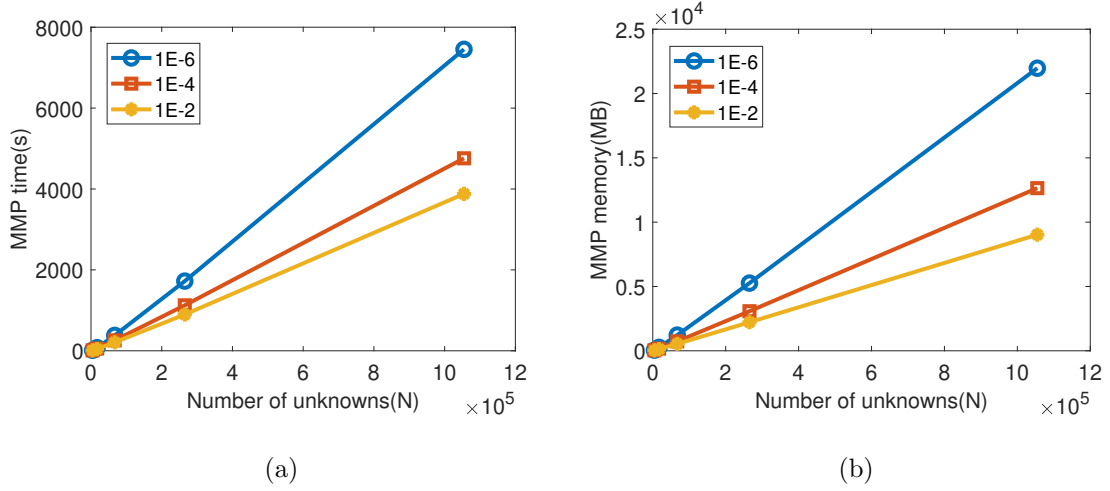 8000
6000
4000
2000
0
MMP time(s)
1E-6
1E-4
1E-2
0 2 4 6 8 10 12
Number of unknowns(N)
×10^5
(a)
×10^4
2.5
2
1.5
1
0.5
0
MMP memory(MB)
1E-6
1E-4
1E-2
0 2 4 6 8 10 12
Number of unknowns(N)
×10^5
(b)